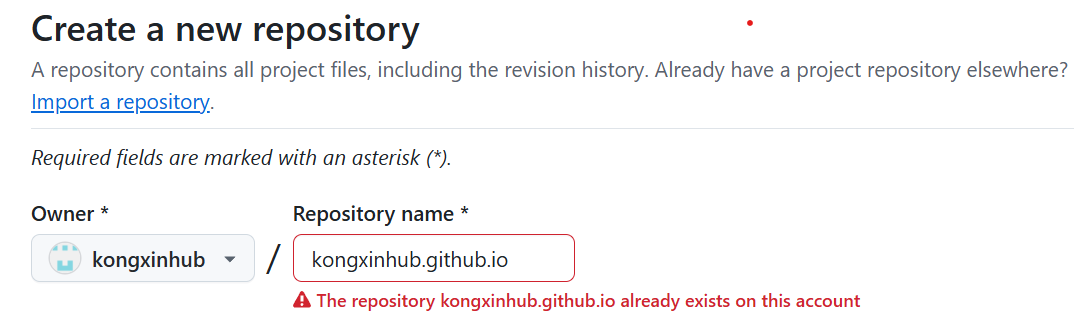 Create a new repository
A repository contains all project files, including the revision history. Already have a project repository elsewhere?
Import a repository.
Required fields are marked with an asterisk (*).
Owner * Repository name *
kongxinhub / kongxinhub.github.io
The repository kongxinhub.github.io already exists on this account